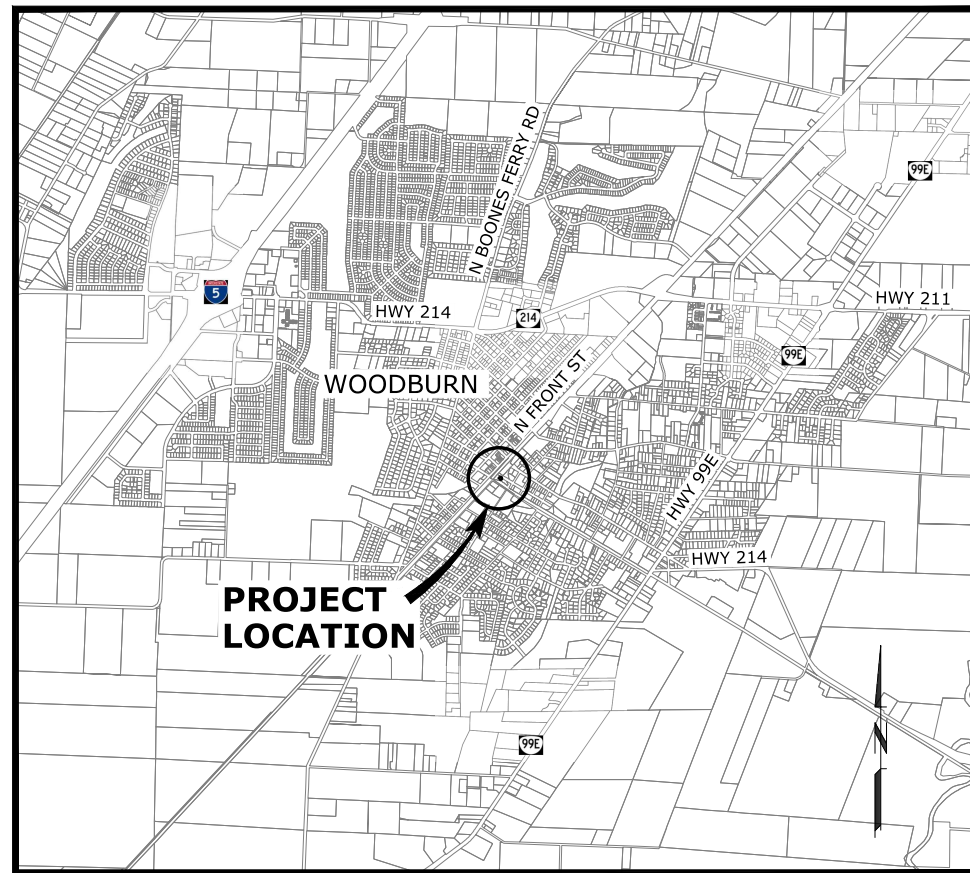 N BOONES FERRY RD
99E
5
HWY 214
214
HWY 211
99E
WOODBURN
N FRONT ST
HWY 99E
HWY 214
PROJECT
LOCATION
99E
N